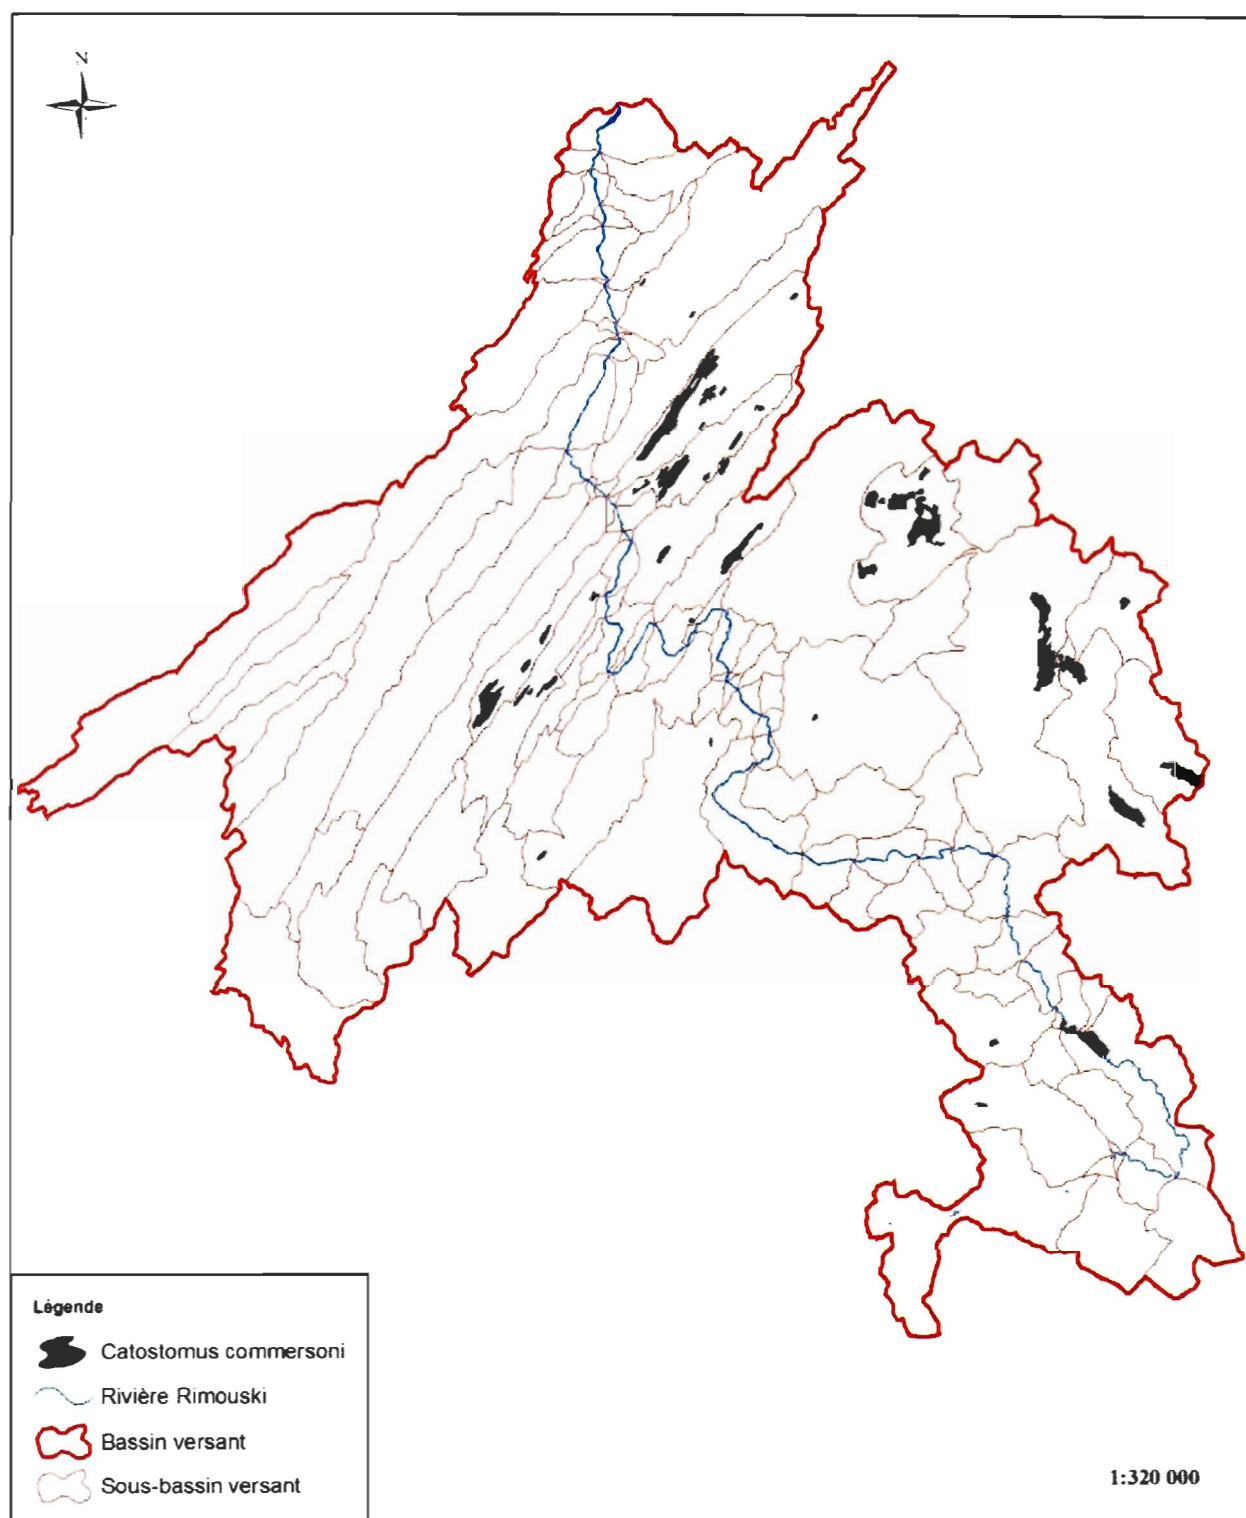 N
Légende
Catostomus commersoni
Rivière Rimouski
Bassin versant
Sous-bassin versant
1:320 000